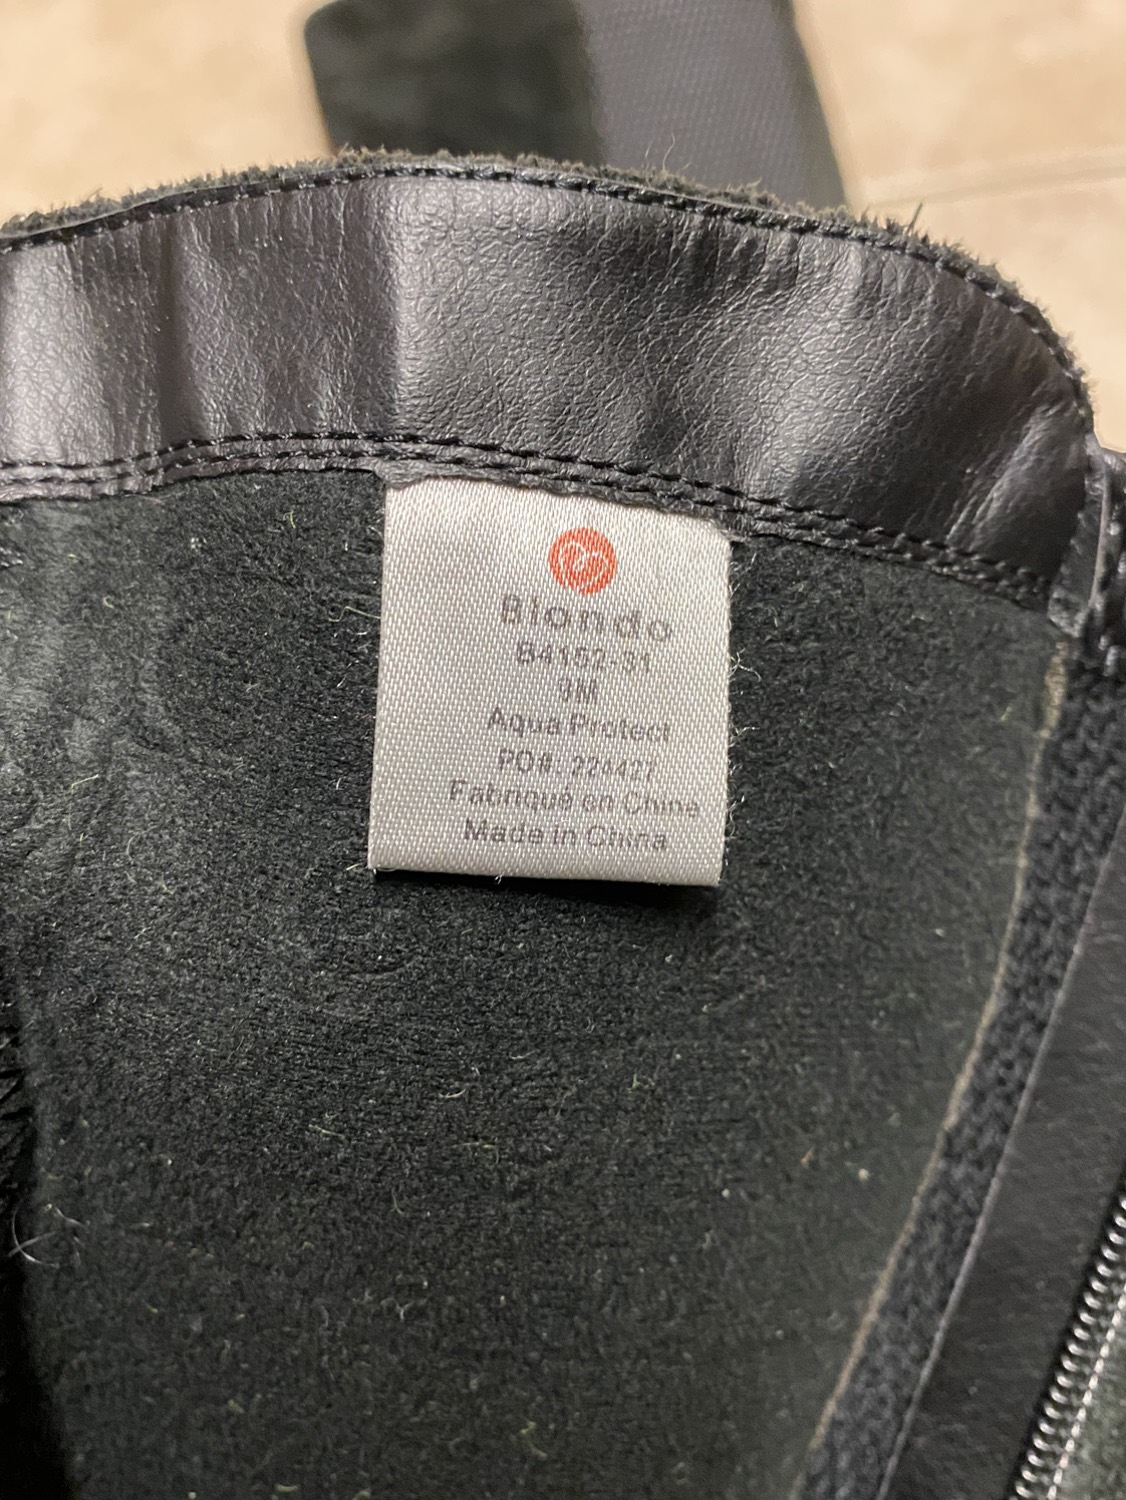 Blondo
B4152-31
9M
Aqua Protect
PO#: 224427
Fabriqué en Chine
Made in China